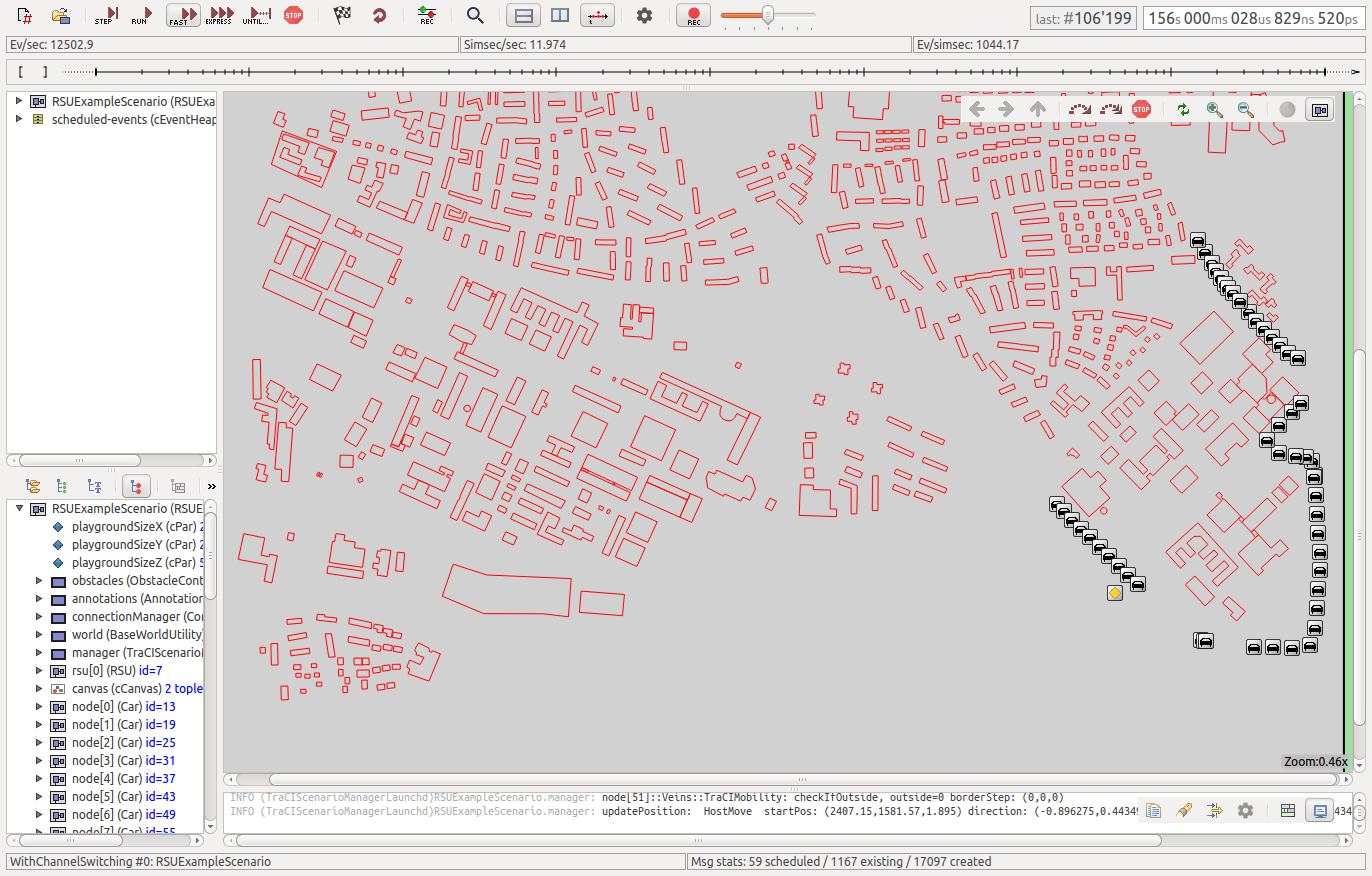 STEP RUN FAST EXPRESS UNTIL... STOP REC REC last: #106'199 156s 000ms 028us 829ns 520ps
Ev/sec: 12502.9 Simsec/sec: 11.974 Ev/simsec: 1044.17
[ ]
RSUExampleScenario (RSUExa
scheduled-events (cEventHeap
STOP
»
RSUExampleScenario (RSUE
playgroundSizeX (cPar) 2
playgroundSizeY (cPar) 2
playgroundSizeZ (cPar) 5
obstacles (ObstacleCont
annotations (Annotation
connectionManager (Cor
world (BaseWorldUtility)
manager (TraCIScenarioM
rsu[0] (RSU) id=7
canvas (cCanvas) 2 tople
node[0] (Car) id=13
node[1] (Car) id=19
node[2] (Car) id=25
node[3] (Car) id=31
node[4] (Car) id=37
node[5] (Car) id=43
node[6] (Car) id=49
node[7] (Car) id=55
Zoom:0.46x
INFO (TraCIScenarioManagerLaunchd)RSUExampleScenario.manager: node[51]::Veins::TraCIMobility: checkIfOutside, outside=0 borderStep: (0,0,0)
INFO (TraCIScenarioManagerLaunchd)RSUExampleScenario.manager: updatePosition: HostMove startPos: (2407.15,1581.57,1.895) direction: (-0.896275,0.4434
WithChannelSwitching #0: RSUExampleScenario Msg stats: 59 scheduled / 1167 existing / 17097 created